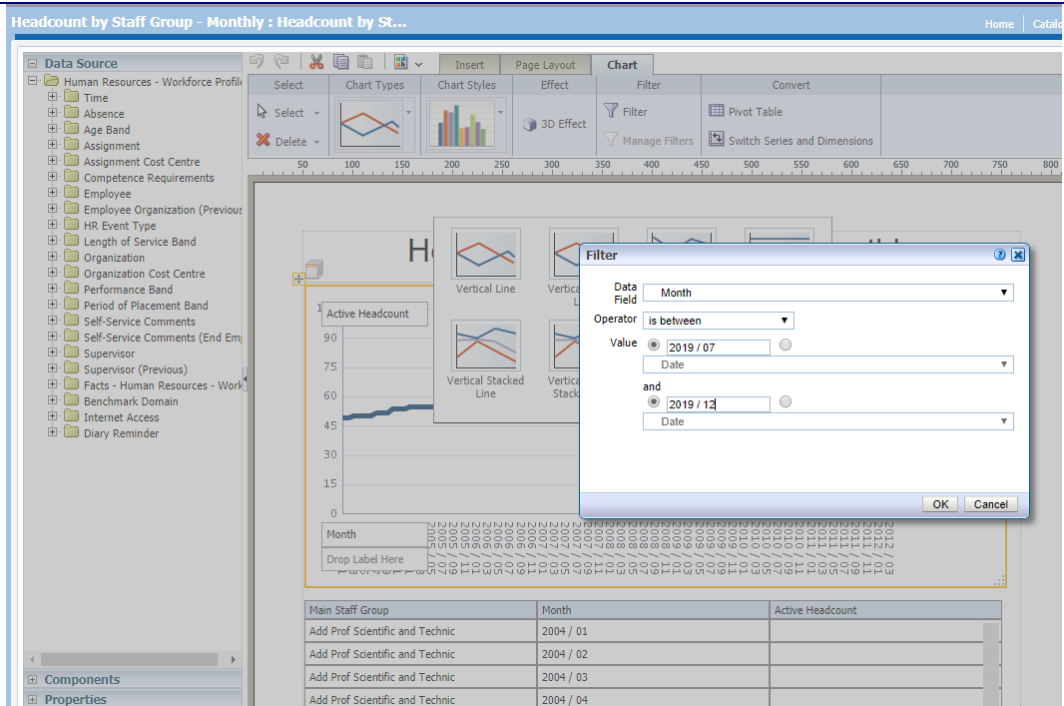 Headcount by Staff Group - Monthly : Headcount by St...
Home
Data Source
Human Resources - Workforce Profil
Time
Absence
Age Band
Assignment
Assignment Cost Centre
Competence Requirements
Employee
Employee Organization (Previous
HR Event Type
Length of Service Band
Organization
Organization Cost Centre
Performance Band
Period of Placement Band
Self-Service Comments
Self-Service Comments (End Em
Supervisor
Supervisor (Previous)
Facts - Human Resources - Work
Benchmark Domain
Internet Access
Diary Reminder
Components
Properties
Insert Page Layout Chart
Select Chart Types Chart Styles Effect Filter Convert
Select
Delete
3D Effect
Filter
Manage Filters
Pivot Table
Switch Series and Dimensions
50 100 150 200 250 300 350 400 450 500 550 600 650 700 750 800
Vertical Line
Vertical Stacked
Line
Active Headcount
90
75
60
45
30
15
0
Month
Drop Label Here
Filter
Data
Field
Month
Operator is between
Value 2019 / 07
Date
and
2019 / 12
Date
OK Cancel
Main Staff Group Month Active Headcount
Add Prof Scientific and Technic 2004 / 01
Add Prof Scientific and Technic 2004 / 02
Add Prof Scientific and Technic 2004 / 03
Add Prof Scientific and Technic 2004 / 04